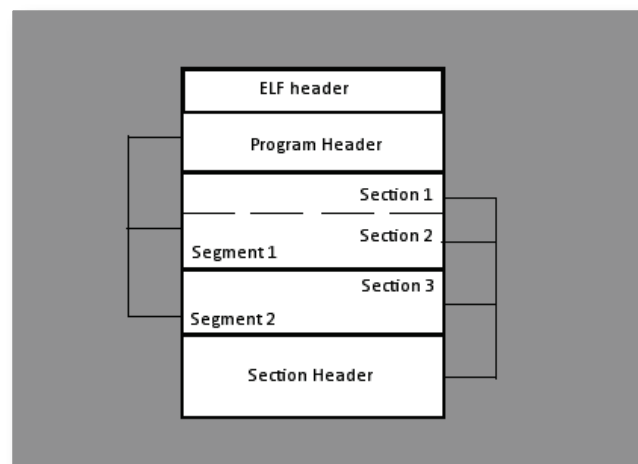 ELF header
Program Header
Section 1
Section 2
Segment 1
Section 3
Segment 2
Section Header